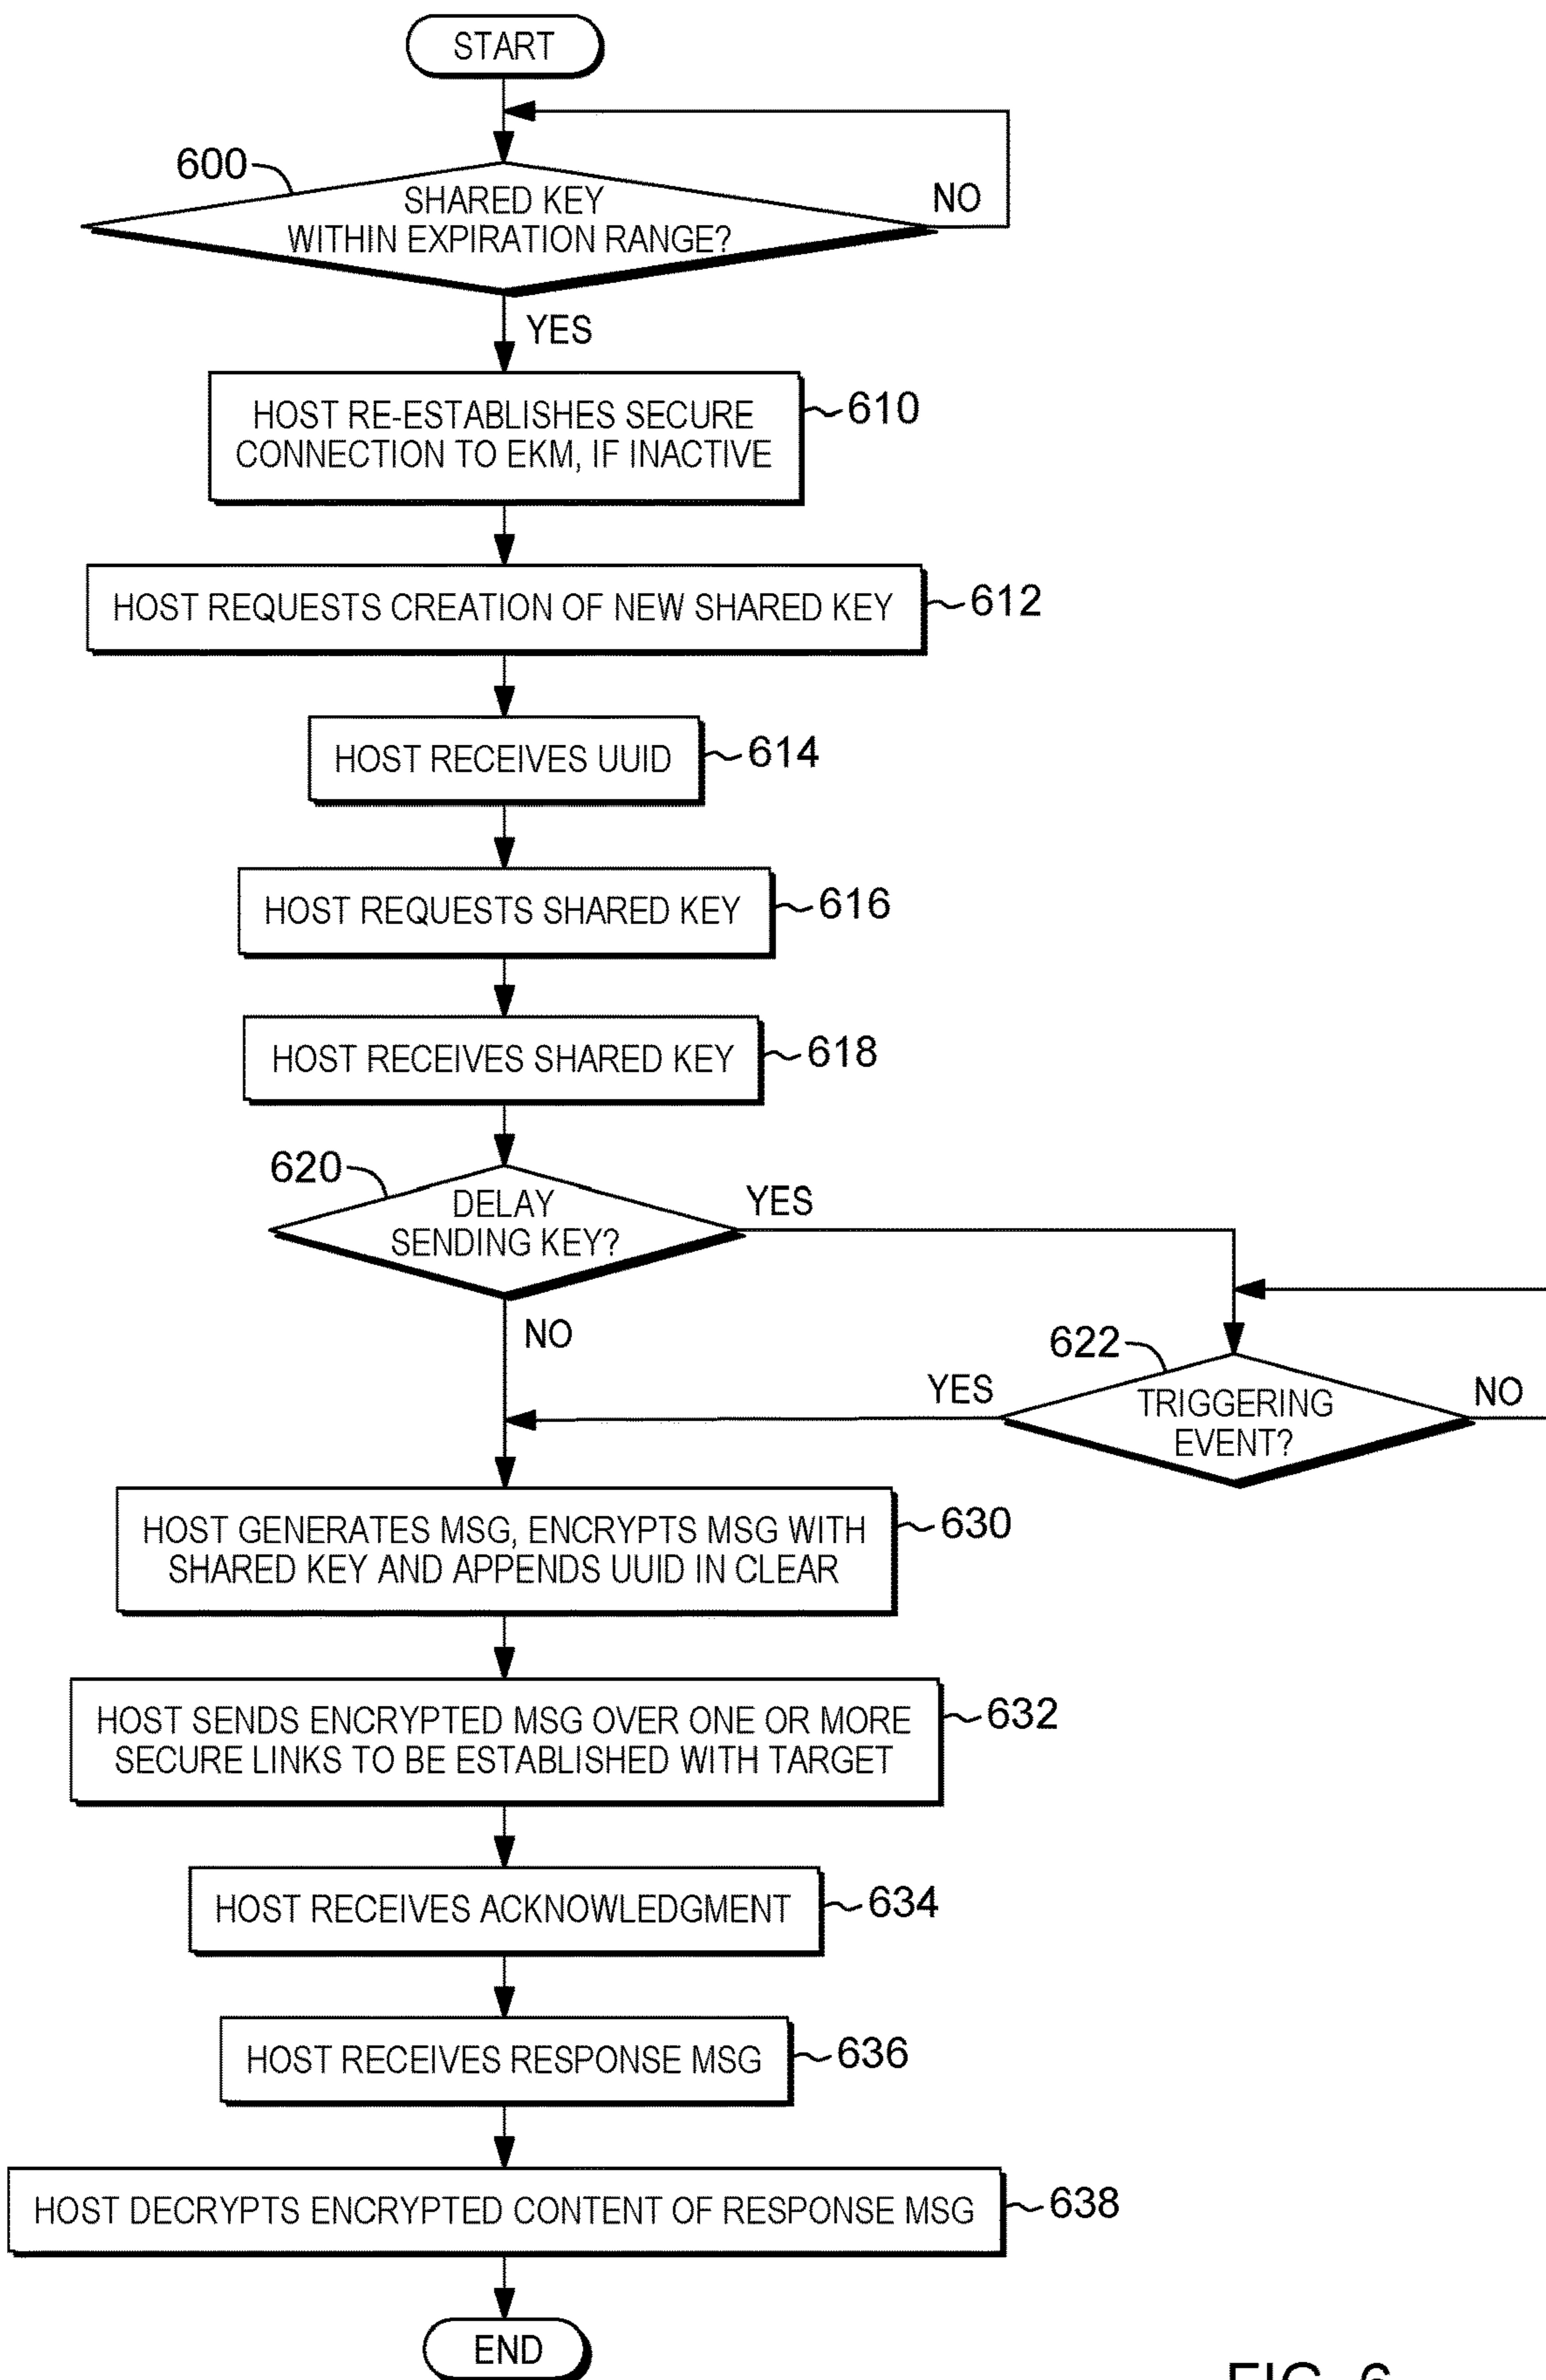 START
600
SHARED KEY
WITHIN EXPIRATION RANGE?
NO
YES
HOST RE-ESTABLISHES SECURE
CONNECTION TO EKM, IF INACTIVE
610
HOST REQUESTS CREATION OF NEW SHARED KEY
612
HOST RECEIVES UUID
614
HOST REQUESTS SHARED KEY
616
HOST RECEIVES SHARED KEY
618
620
DELAY
SENDING KEY?
YES
NO
622
TRIGGERING
EVENT?
YES
NO
HOST GENERATES MSG, ENCRYPTS MSG WITH
SHARED KEY AND APPENDS UUID IN CLEAR
630
HOST SENDS ENCRYPTED MSG OVER ONE OR MORE
SECURE LINKS TO BE ESTABLISHED WITH TARGET
632
HOST RECEIVES ACKNOWLEDGMENT
634
HOST RECEIVES RESPONSE MSG
636
HOST DECRYPTS ENCRYPTED CONTENT OF RESPONSE MSG
638
END
FIG. 6